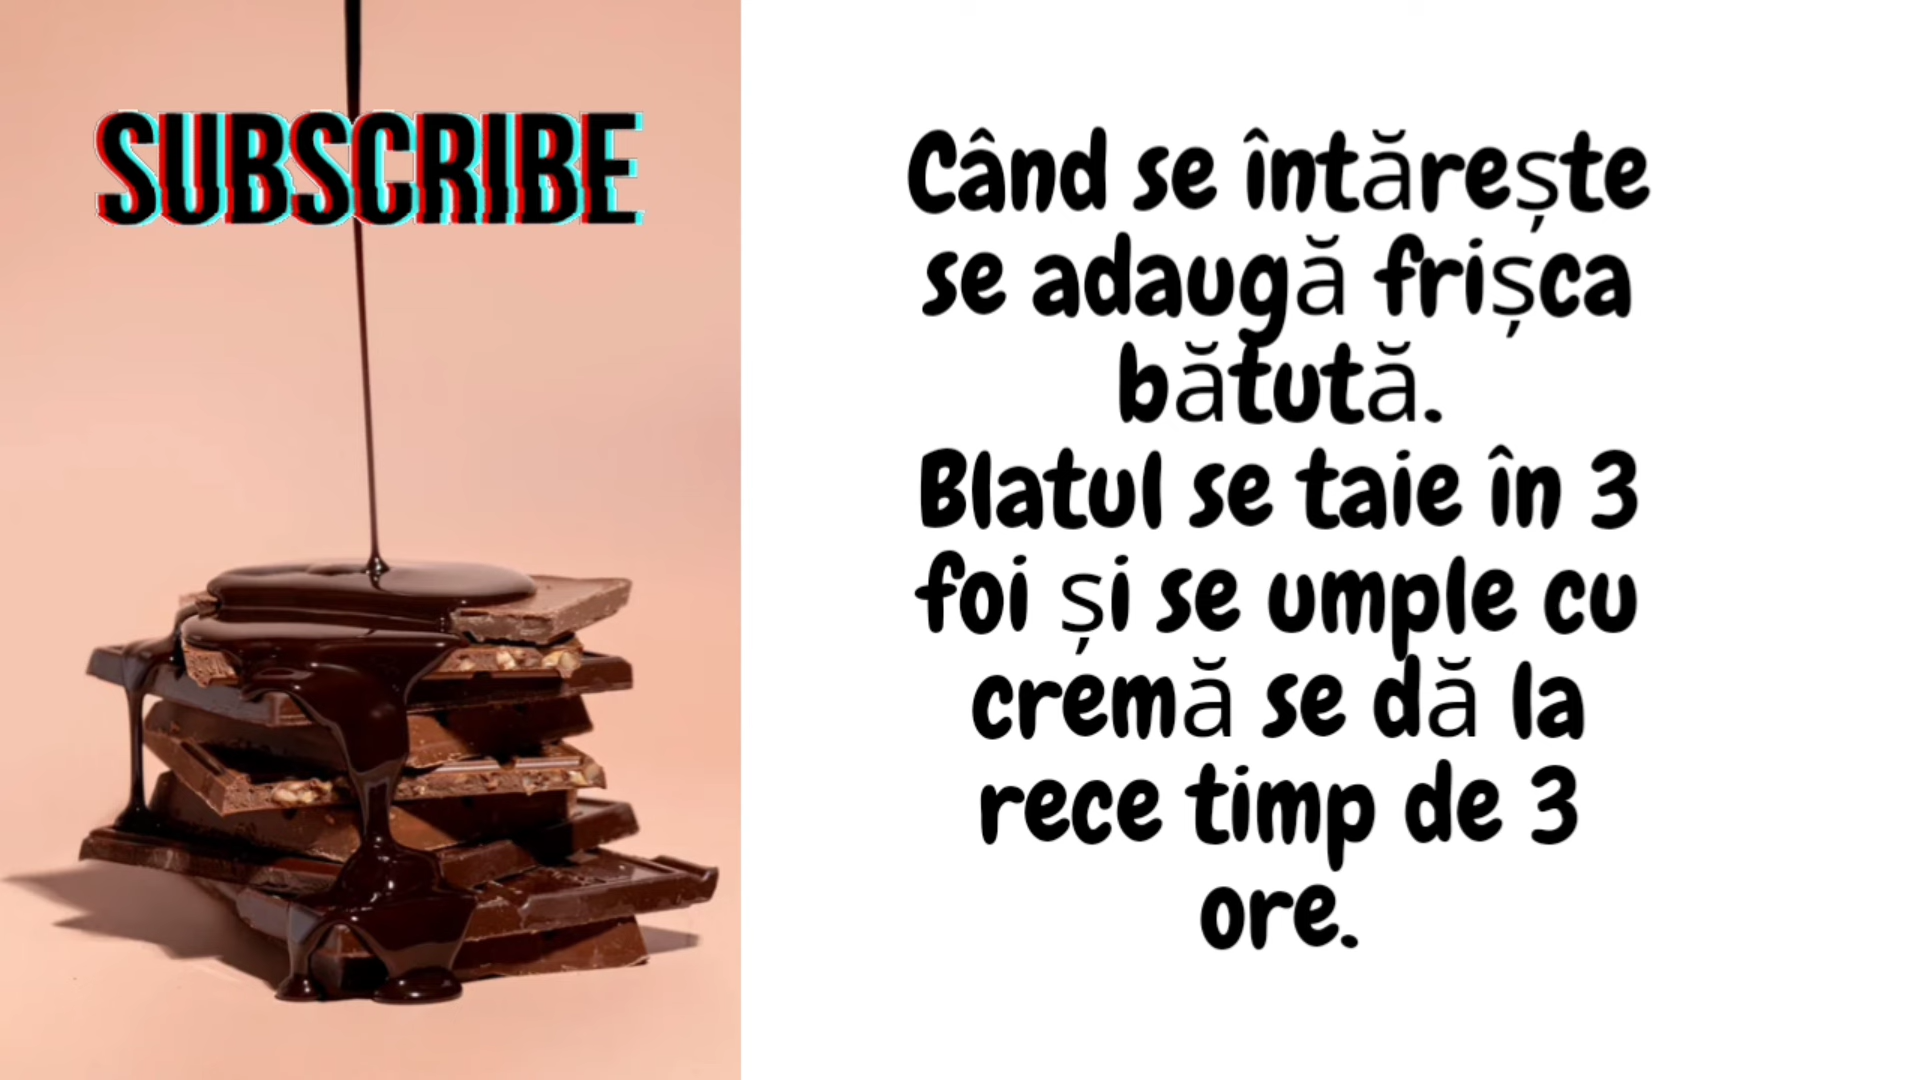 SUBSCRIBE
Când se întărește
se adaugă frișca
bătută.
Blatul se taie în 3
foi și se umple cu
cremă se dă la
rece timp de 3
ore.